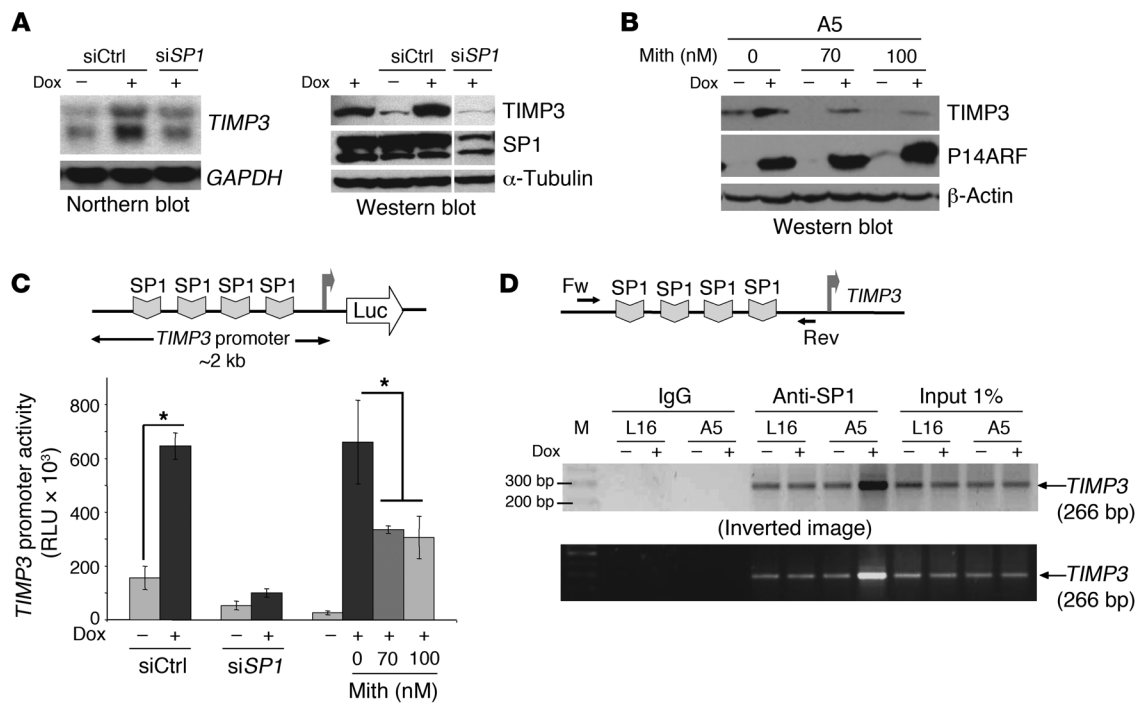 A
siCtrl siSP1
Dox − + +
TIMP3
GAPDH
Northern blot
siCtrl siSP1
+ − + +
TIMP3
SP1
α-Tubulin
Western blot
B
A5
Mith (nM) 0 70 100
Dox − + − + − +
TIMP3
P14ARF
β-Actin
Western blot
C
SP1 SP1 SP1 SP1
Luc
TIMP3 promoter
~2 kb
TIMP3 promoter activity
(RLU × 10³)
800
600
400
200
0
*
*
Dox − + − + − + + +
siCtrl siSP1 0 70 100
Mith (nM)
D
Fw SP1 SP1 SP1 SP1 TIMP3
Rev
IgG Anti-SP1 Input 1%
M L16 A5 L16 A5 L16 A5
Dox − + − + − + − + − + − +
300 bp
200 bp
TIMP3
(266 bp)
(Inverted image)
TIMP3
(266 bp)